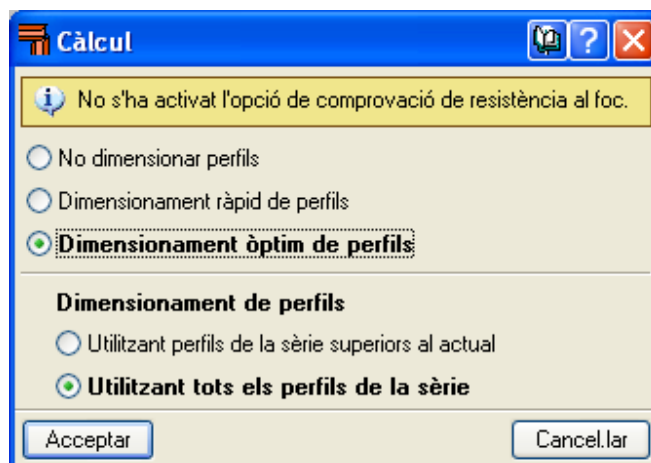 Càlcul
No s'ha activat l'opció de comprovació de resistència al foc.
No dimensionar perfils
Dimensionament ràpid de perfils
Dimensionament òptim de perfils
Dimensionament de perfils
Utilitzant perfils de la sèrie superiors al actual
Utilitzant tots els perfils de la sèrie
Acceptar
Cancel.lar